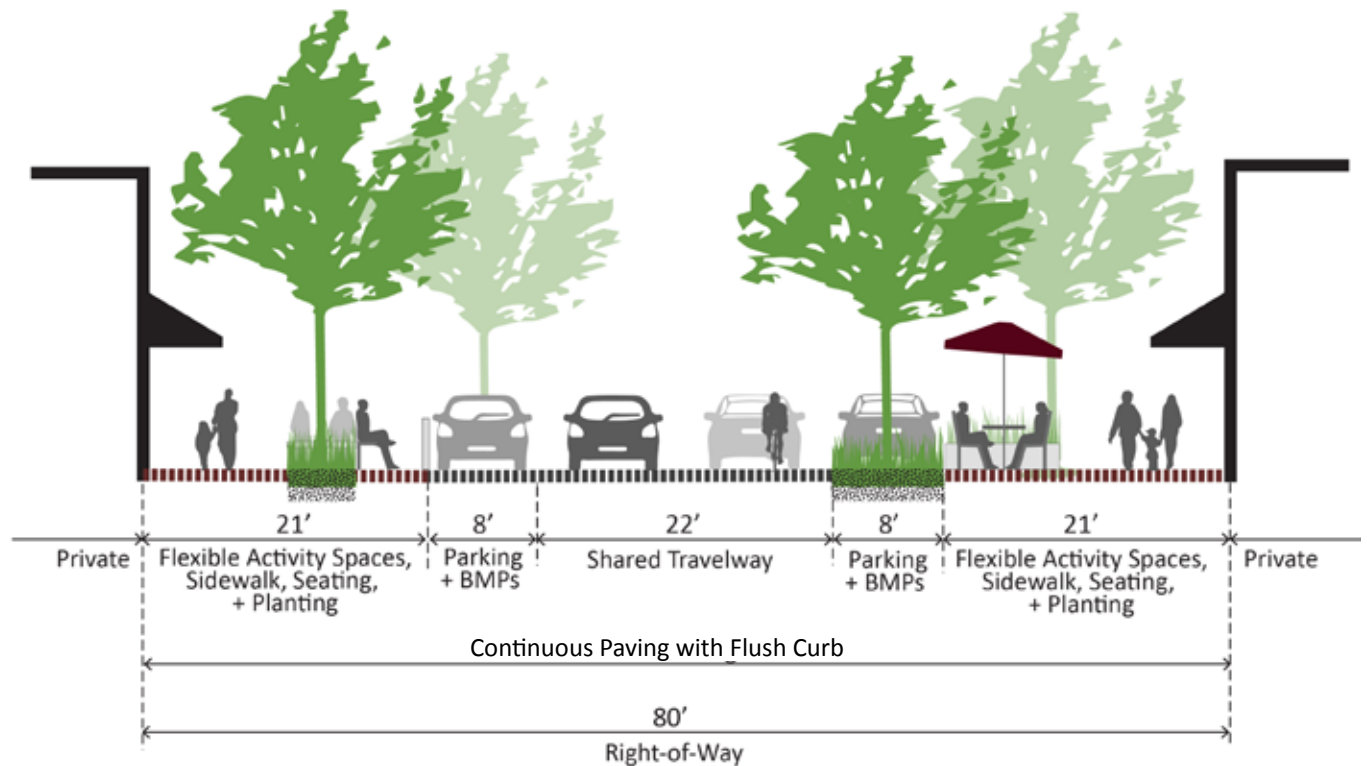 21’ 8’ 22’ 8’ 21’
Private Flexible Activity Spaces, Parking Shared Travelway Parking Flexible Activity Spaces, Private
Sidewalk, Seating, + BMPs + BMPs Sidewalk, Seating,
+ Planting + Planting
Continuous Paving with Flush Curb
80’
Right-of-Way